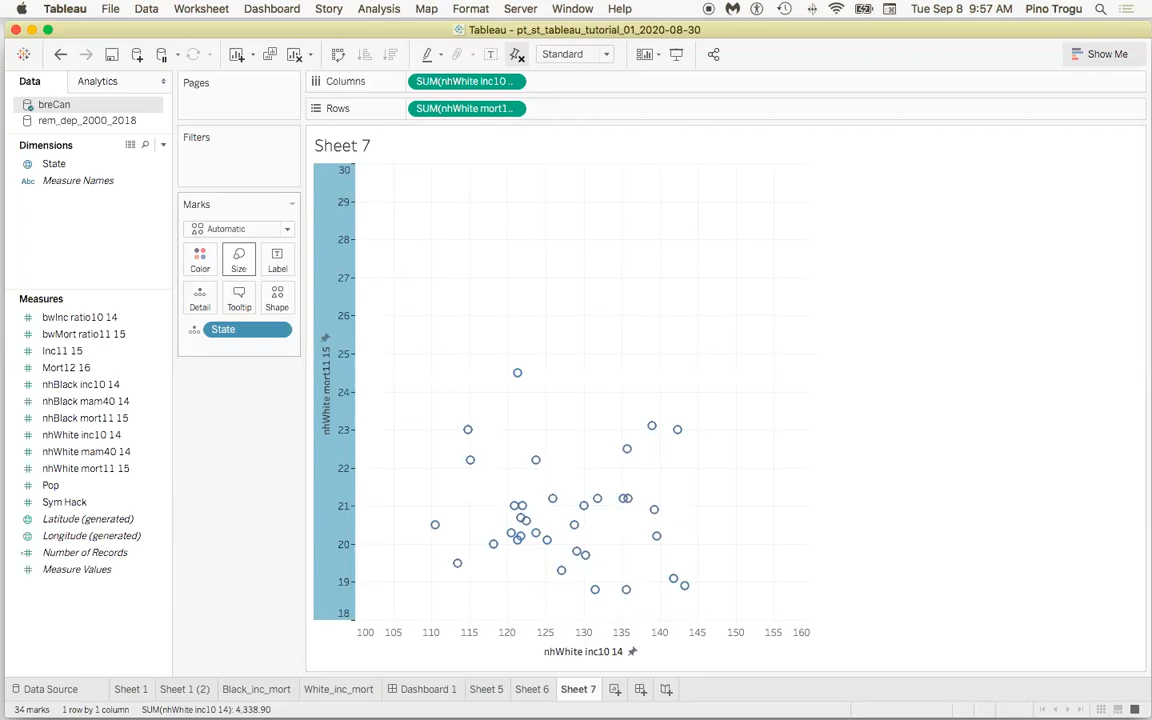 Tableau File Data Worksheet Dashboard Story Analysis Map Format Server Window Help Tue Sep 8 9:57 AM Pino Trogu
Tableau - pt_st_tableau_tutorial_01_2020-08-30
Standard Show Me
Data Analytics
breCan
rem_dep_2000_2018
Dimensions
State
Abc Measure Names
Measures
bwInc ratio10 14
bwMort ratio11 15
Inc11 15
Mort12 16
nhBlack inc10 14
nhBlack mam40 14
nhBlack mort11 15
nhWhite inc10 14
nhWhite mam40 14
nhWhite mort11 15
Pop
Sym Hack
Latitude (generated)
Longitude (generated)
Number of Records
Measure Values
Pages
Filters
Marks
Automatic
Color Size Label
Detail Tooltip Shape
State
Columns SUM(nhWhite inc10 ..
Rows SUM(nhWhite mort1..
Sheet 7
30
29
28
27
26
25
24
23
22
21
20
19
18
nhWhite mort11 15
100 105 110 115 120 125 130 135 140 145 150 155 160
nhWhite inc10 14
Data Source Sheet 1 Sheet 1 (2) Black_inc_mort White_inc_mort Dashboard 1 Sheet 5 Sheet 6 Sheet 7
34 marks 1 row by 1 column SUM(nhWhite inc10 14): 4,338.90